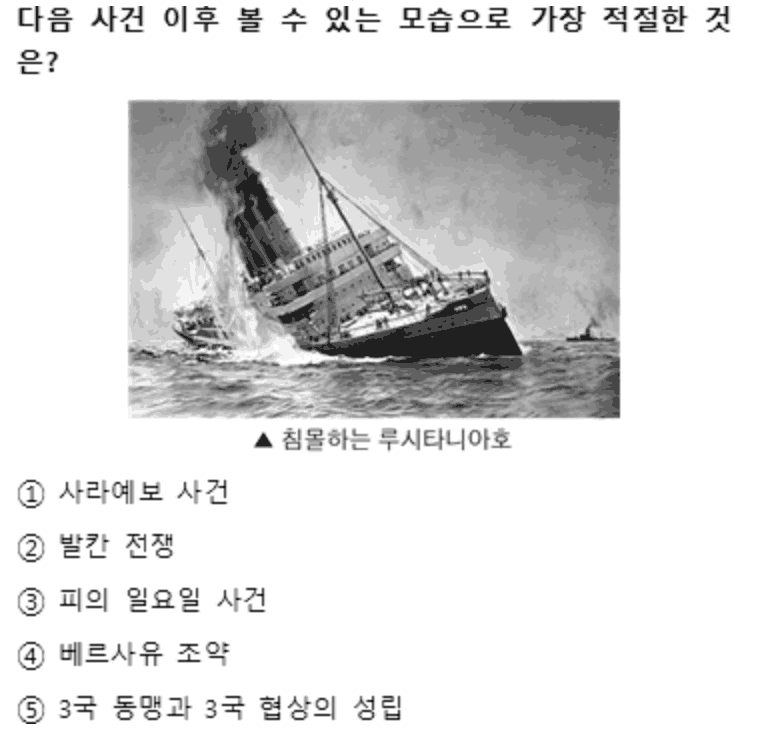 다음 사건 이후 볼 수 있는 모습으로 가장 적절한 것
은?
▲ 침몰하는 루시타니아호
① 사라예보 사건
② 발칸 전쟁
③ 피의 일요일 사건
④ 베르사유 조약
⑤ 3국 동맹과 3국 협상의 성립